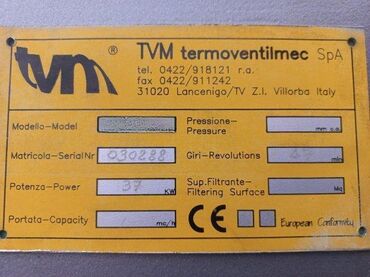 tvm ®
TVM termoventilmec SpA
tel. 0422/918121 r.a.
fax 0422/911242
31020 Lancenigo/TV Z.I. Villorba Italy
Modello-Model
Pressione-Pressure mm c.a.
Matricola-Serial Nr 030288
Giri-Revolutions min
Potenza-Power 37 KW
Sup.Filtrante-Filtering Surface Mq
Portata-Capacity mc/h
CE European Conformity